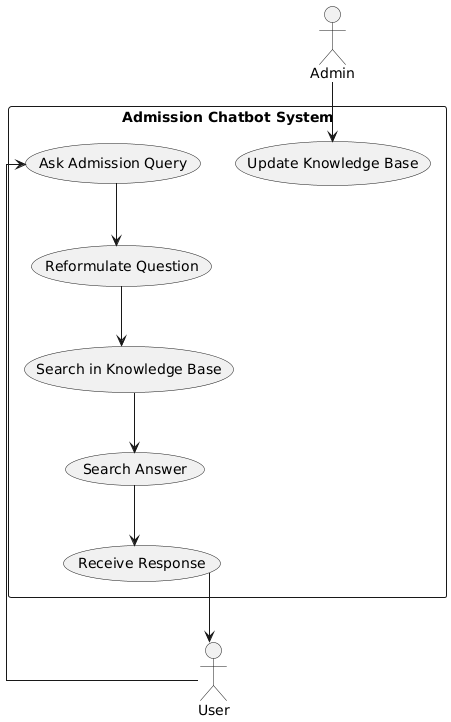 Admin
Admission Chatbot System
Ask Admission Query
Update Knowledge Base
Reformulate Question
Search in Knowledge Base
Search Answer
Receive Response
User